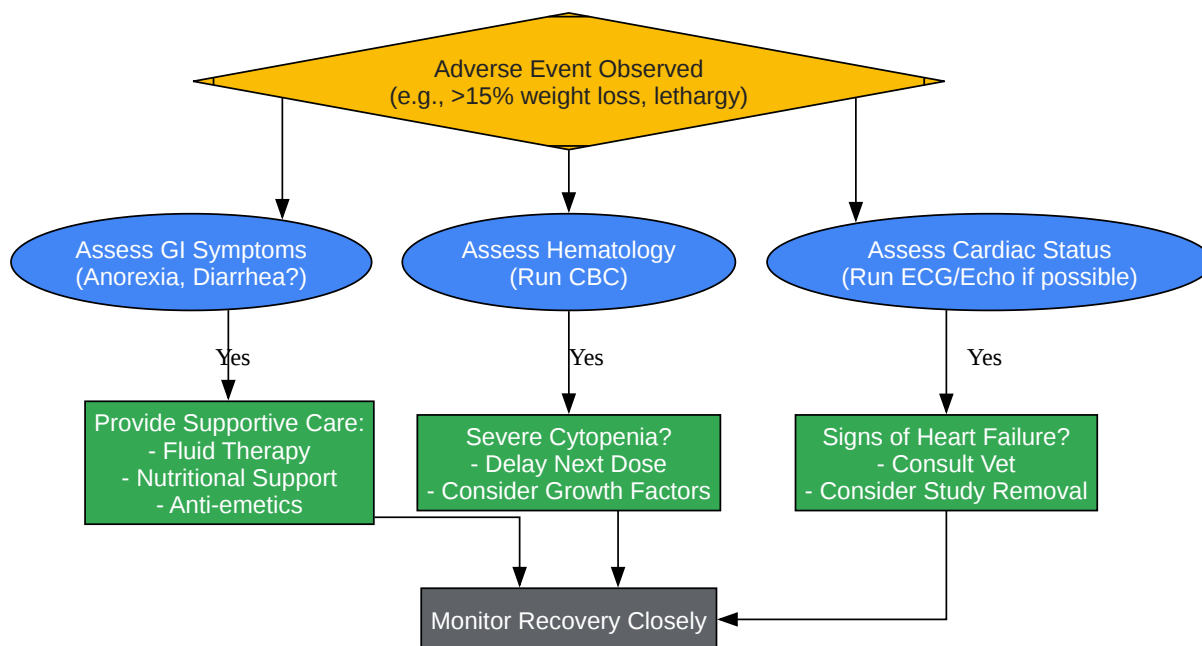 Adverse Event Observed
(e.g., >15% weight loss, lethargy)
Assess GI Symptoms
(Anorexia, Diarrhea?)
Assess Hematology
(Run CBC)
Assess Cardiac Status
(Run ECG/Echo if possible)
Yes
Yes
Yes
Provide Supportive Care:
- Fluid Therapy
- Nutritional Support
- Anti-emetics
Severe Cytopenia?
- Delay Next Dose
- Consider Growth Factors
Signs of Heart Failure?
- Consult Vet
- Consider Study Removal
Monitor Recovery Closely